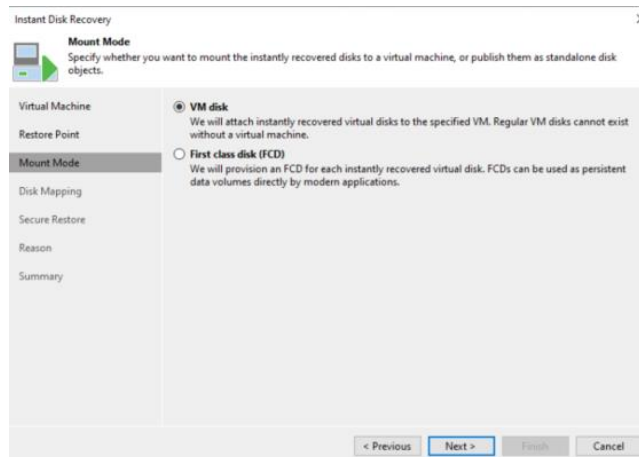 Instant Disk Recovery
Mount Mode
Specify whether you want to mount the instantly recovered disks to a virtual machine, or publish them as standalone disk
objects.
Virtual Machine
Restore Point
Mount Mode
Disk Mapping
Secure Restore
Reason
Summary
VM disk
We will attach instantly recovered virtual disks to the specified VM. Regular VM disks cannot exist
without a virtual machine.
First class disk (FCD)
We will provision an FCD for each instantly recovered virtual disk. FCDs can be used as persistent
data volumes directly by modern applications.
< Previous
Next >
Finish
Cancel